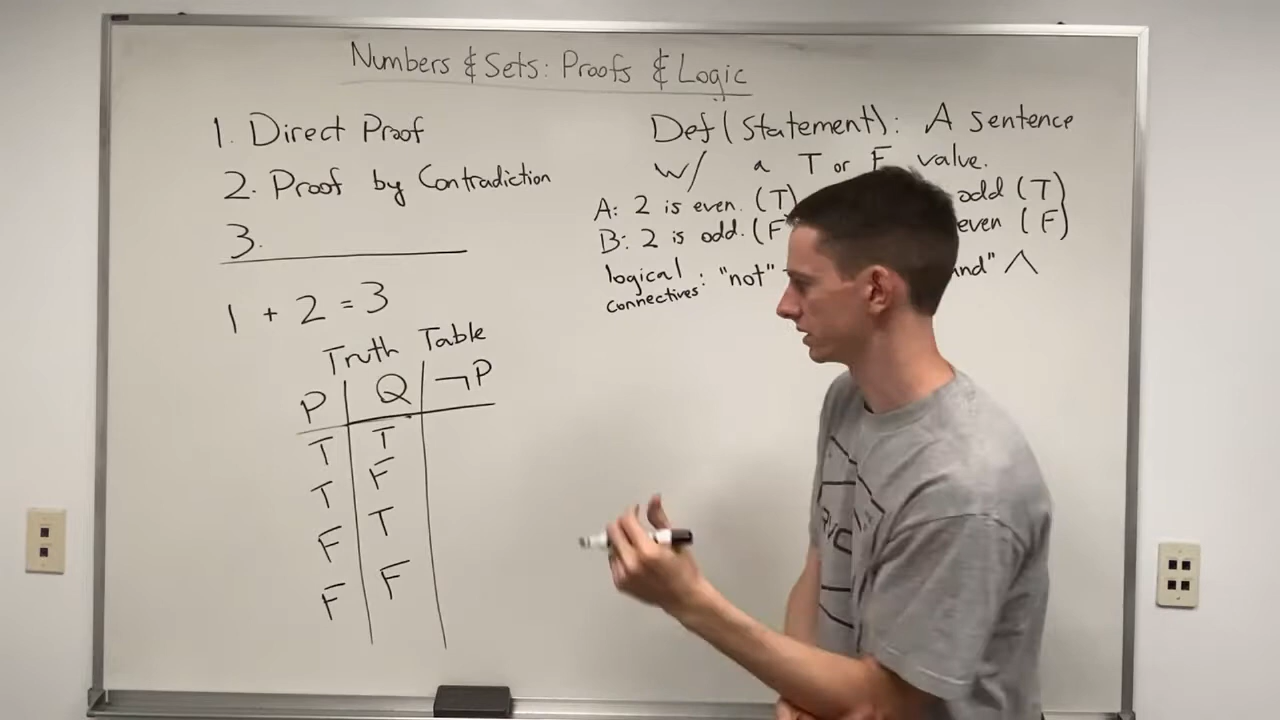 Numbers & Sets: Proofs & Logic
1. Direct Proof
2. Proof by Contradiction
3.
1 + 2 = 3
Truth Table
P Q ¬P
T T
T F
F T
F F
Def (Statement): A sentence
w/ a T or F value.
A: 2 is even. (T) odd (T)
B: 2 is odd. (F even (F)
logical connectives: "not" ¬ and" ∧